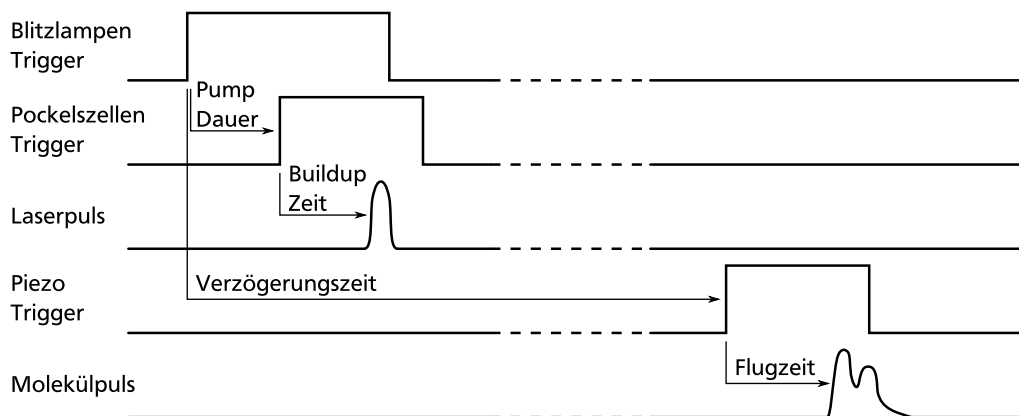 Blitzlampen
Trigger
Pump
Dauer
Pockelszellen
Trigger
Buildup
Zeit
Laserpuls
Piezo
Trigger
Verzögerungszeit
Flugzeit
Molekülpuls